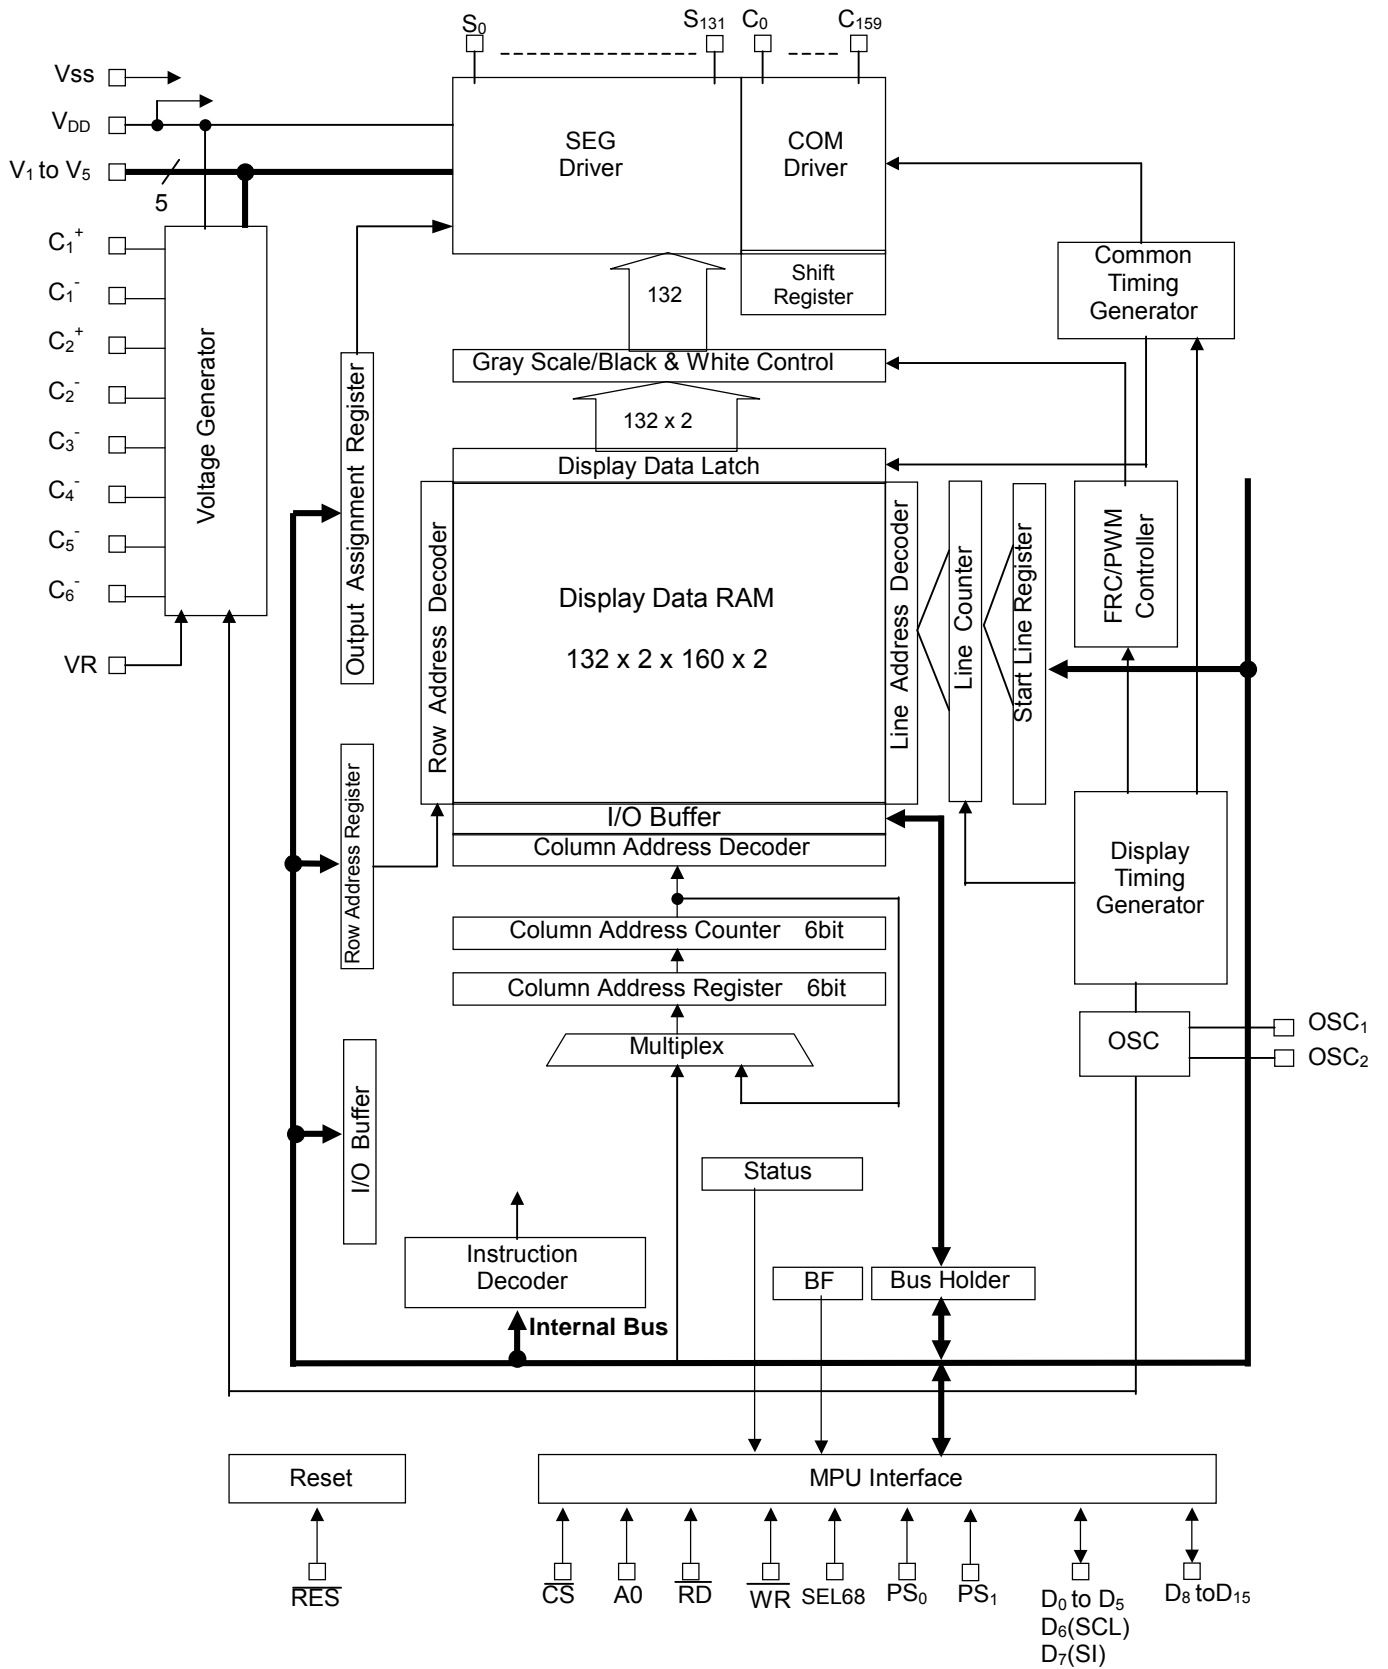 S₀ S₁₃₁ C₀ C₁₅₉
Vss
V_DD
V₁ to V₅
5
SEG
Driver
COM
Driver
Shift
Register
C₁⁺
C₁⁻
C₂⁺
C₂⁻
C₃⁻
C₄⁻
C₅⁻
C₆⁻
VR
Voltage Generator
132
Common
Timing
Generator
Gray Scale/Black & White Control
132 x 2
Display Data Latch
Output Assignment Register
Row Address Decoder
Display Data RAM
132 x 2 x 160 x 2
Line Address Decoder
Line Counter
Start Line Register
FRC/PWM
Controller
I/O Buffer
Column Address Decoder
Row Address Register
Column Address Counter 6bit
Column Address Register 6bit
Multiplex
Display
Timing
Generator
OSC
OSC₁
OSC₂
I/O Buffer
Status
Instruction
Decoder
BF
Bus Holder
Internal Bus
Reset
MPU Interface
R̅E̅S̅
C̅S̅ A0 R̅D̅ W̅R̅ SEL68 PS₀ PS₁
D₀ to D₅
D₆(SCL)
D₇(SI)
D₈ toD₁₅